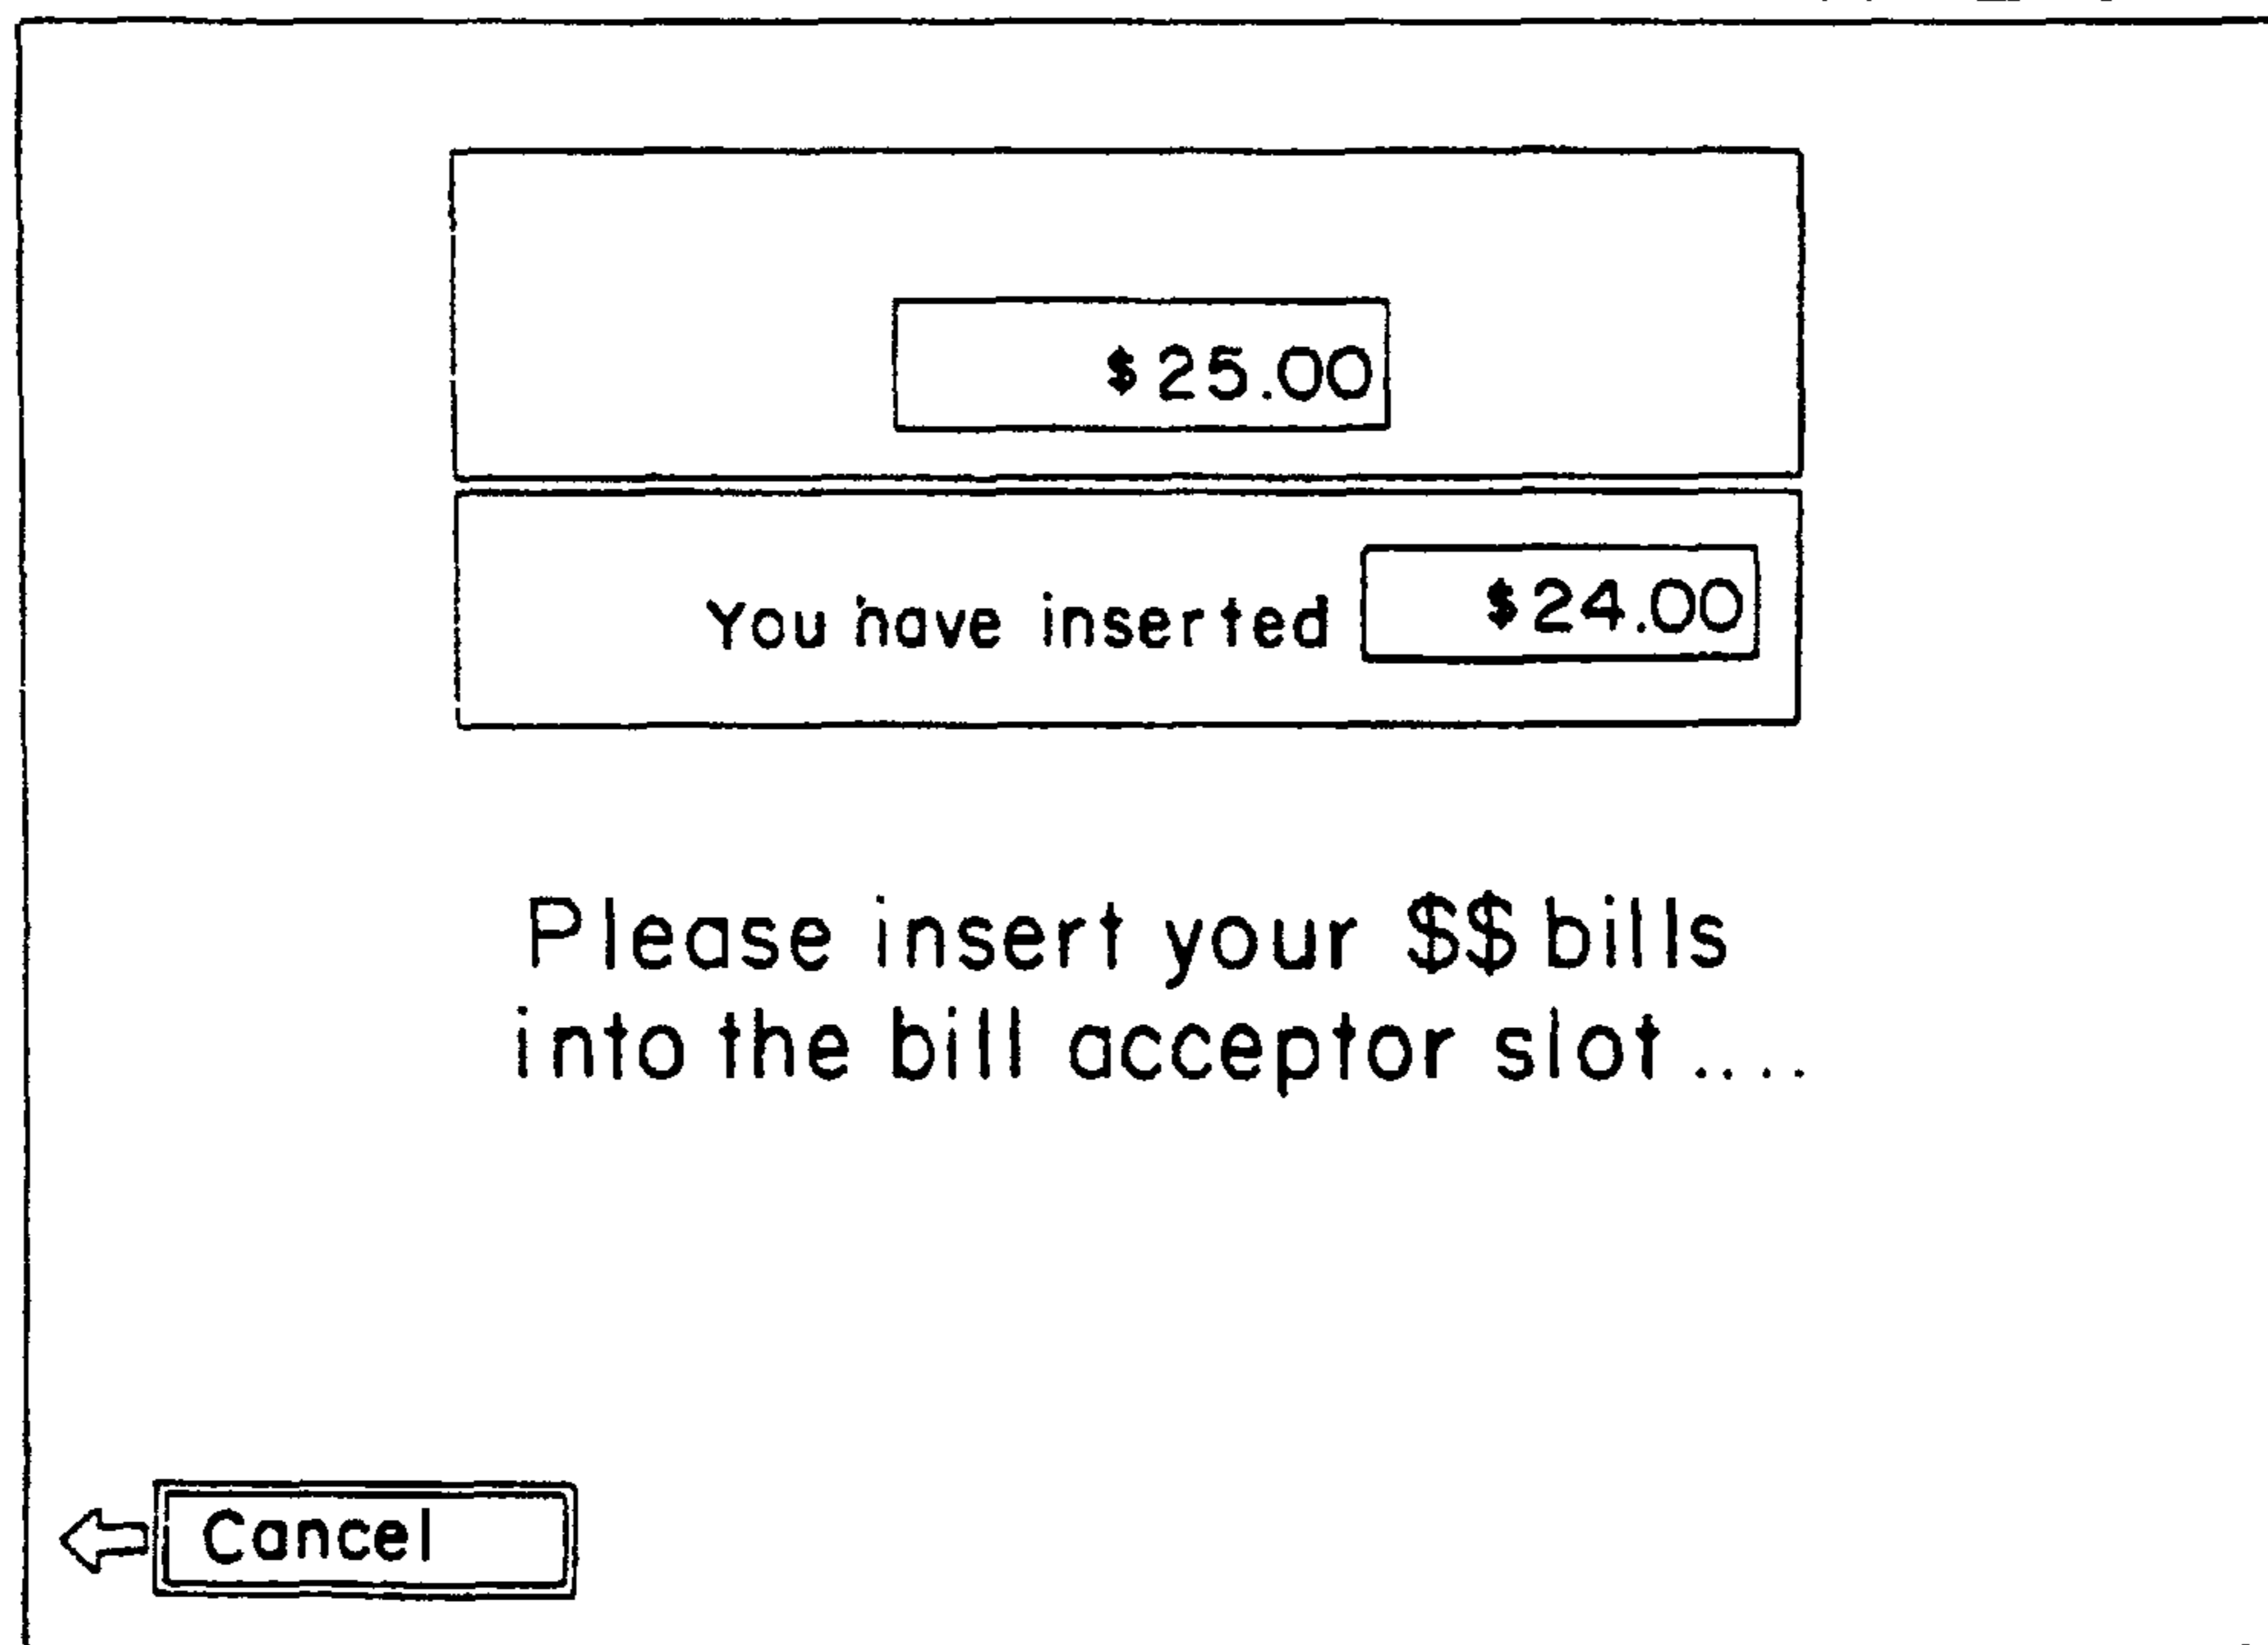 $25.00
You have inserted $24.00
Please insert your $$ bills
into the bill acceptor slot ....
Cancel